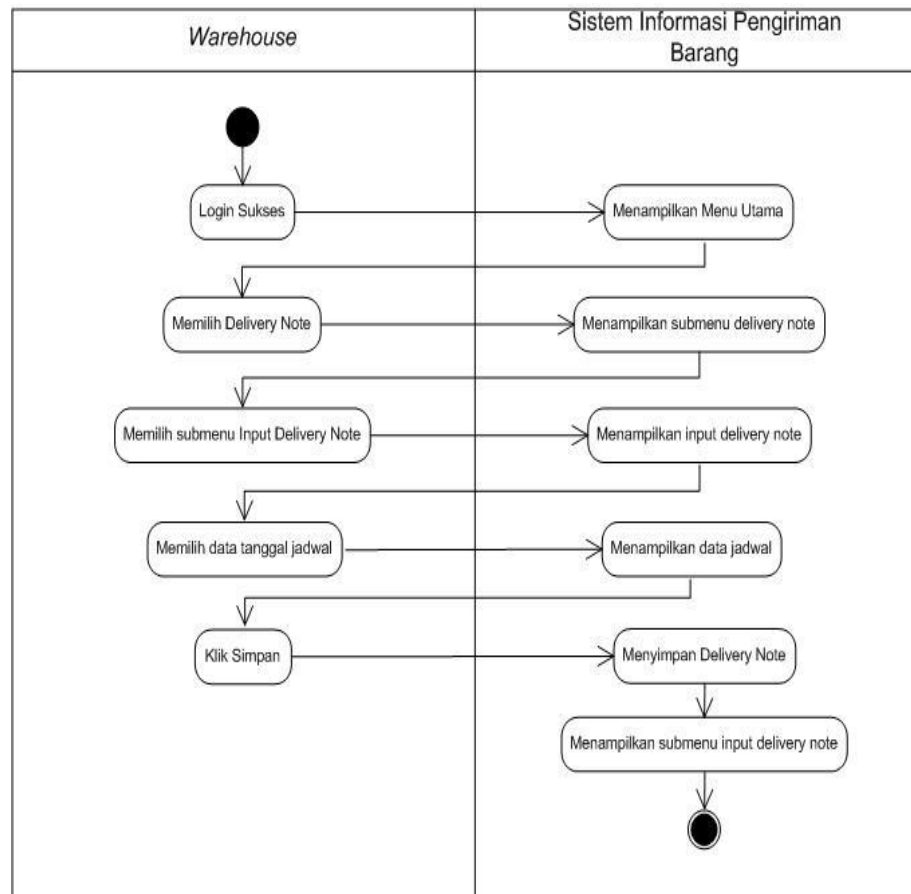 Warehouse
Sistem Informasi Pengiriman
Barang
Login Sukses
Menampilkan Menu Utama
Memilih Delivery Note
Menampilkan submenu delivery note
Memilih submenu Input Delivery Note
Menampilkan input delivery note
Memilih data tanggal jadwal
Menampilkan data jadwal
Klik Simpan
Menyimpan Delivery Note
Menampilkan submenu input delivery note